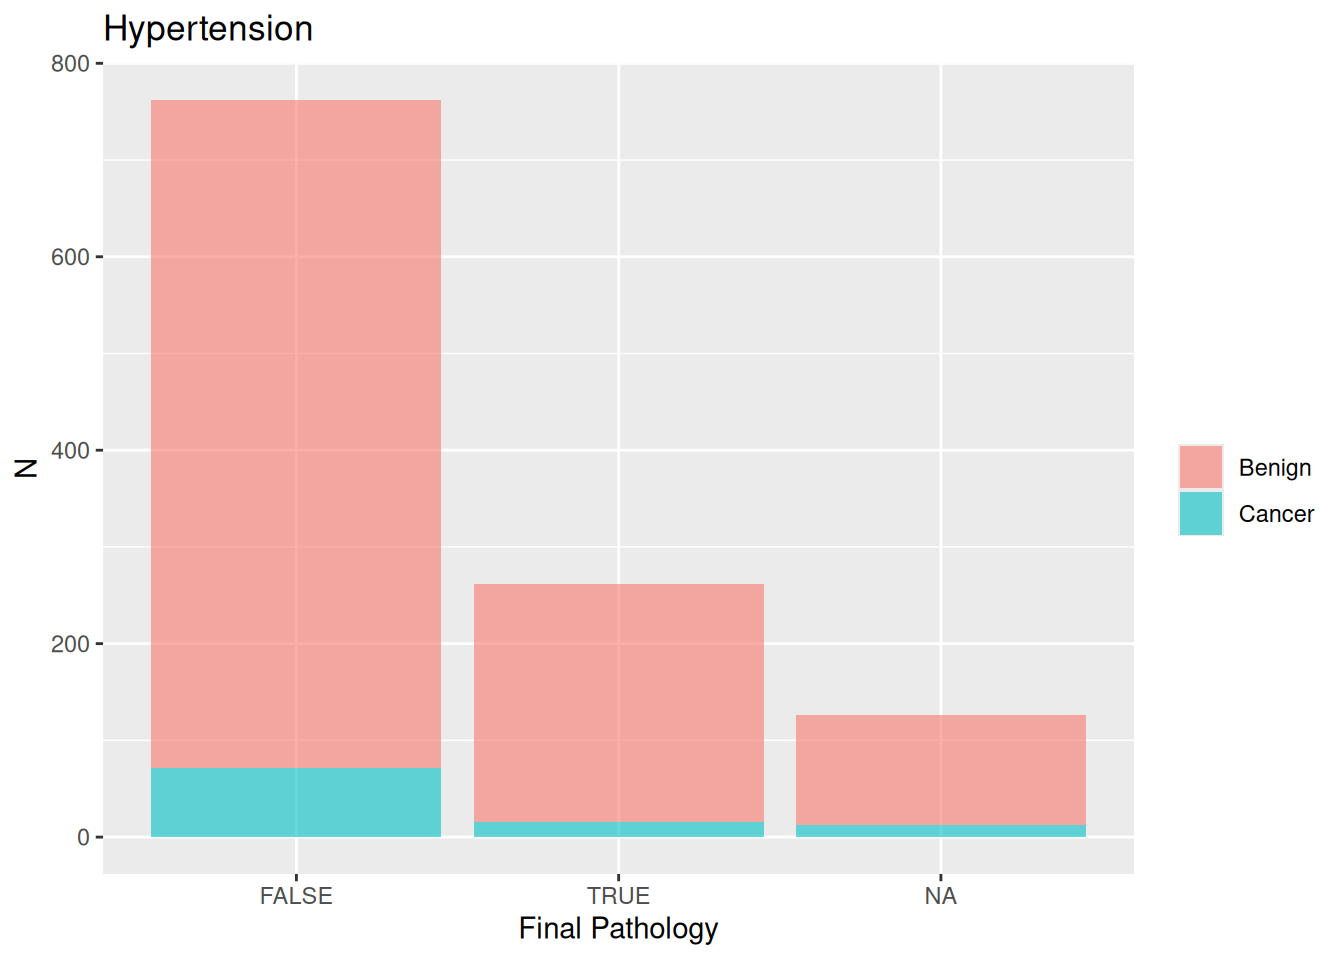 Hypertension
800
600
400
200
0
N
FALSE
TRUE
NA
Final Pathology
Benign
Cancer